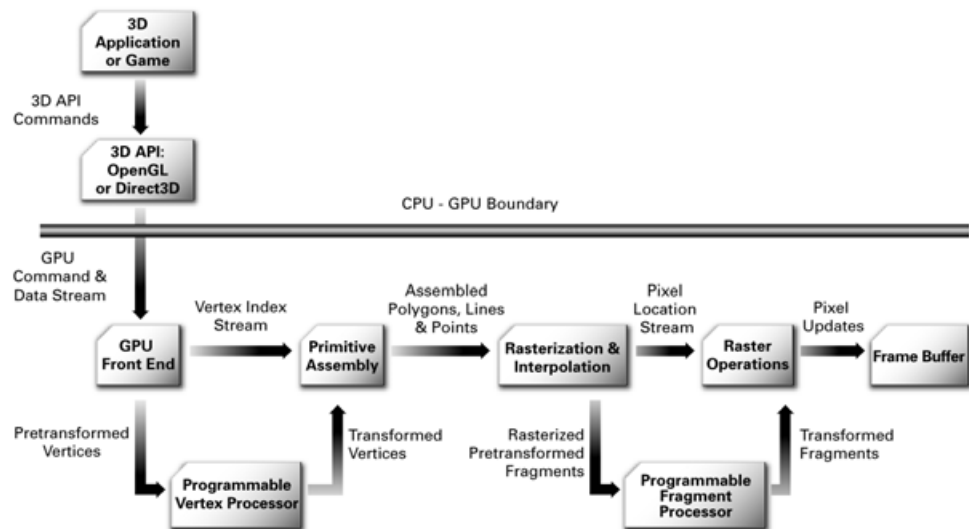 3D
Application
or Game
3D API
Commands
3D API:
OpenGL
or Direct3D
CPU - GPU Boundary
GPU
Command &
Data Stream
Vertex Index
Stream
Assembled
Polygons, Lines
& Points
Pixel
Location
Stream
Pixel
Updates
GPU
Front End
Primitive
Assembly
Rasterization &
Interpolation
Raster
Operations
Frame Buffer
Pretransformed
Vertices
Transformed
Vertices
Rasterized
Pretransformed
Fragments
Transformed
Fragments
Programmable
Vertex Processor
Programmable
Fragment
Processor